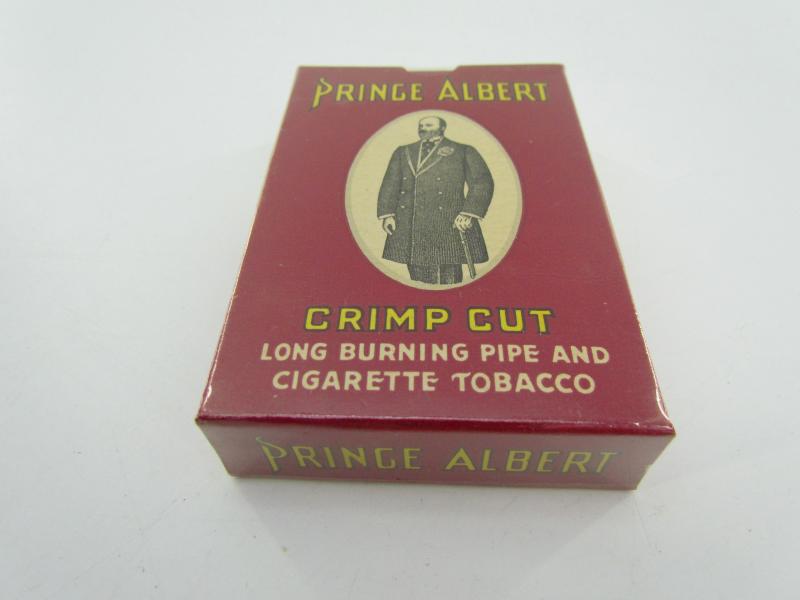 PRINCE ALBERT
CRIMP CUT
LONG BURNING PIPE AND
CIGARETTE TOBACCO
PRINCE ALBERT